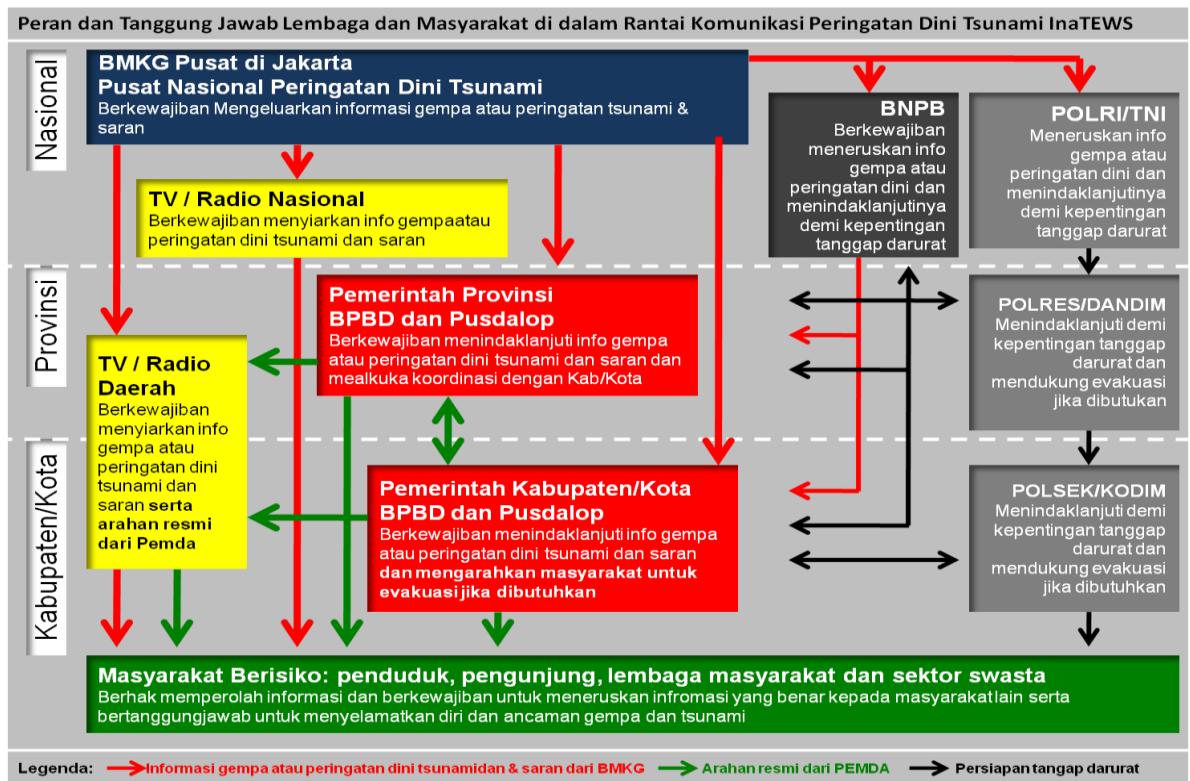 Peran dan Tanggung Jawab Lembaga dan Masyarakat di dalam Rantai Komunikasi Peringatan Dini Tsunami InaTEWS
Nasional
BMKG Pusat di Jakarta
Pusat Nasional Peringatan Dini Tsunami
Berkewajiban Mengeluarkan informasi gempa atau peringatan tsunami &
saran
BNPB
Berkewajiban
meneruskan info
gempa atau
peringatan dini dan
menindaklanjutinya
demi kepentingan
tanggap darurat
POLRI/TNI
Meneruskan info
gempa atau
peringatan dini dan
menindaklanjutinya
demi kepentingan
tanggap darurat
TV / Radio Nasional
Berkewajiban menyiarkan info gempaatau
peringatan dini tsunami dan saran
Provinsi
Pemerintah Provinsi
BPBD dan Pusdalop
Berkewajiban menindaklanjuti info gempa
atau peringatan dini tsunami dan saran dan
mealkuka koordinasi dengan Kab/Kota
POLRES/DANDIM
Menindaklanjuti demi
kepentingan tanggap
darurat dan
mendukung evakuasi
jika dibutukan
TV / Radio
Daerah
Berkewajiban
menyiarkan info
gempa atau
peringatan dini
tsunami dan
saran serta
arahan resmi
dari Pemda
Kabupaten/Kota
Pemerintah Kabupaten/Kota
BPBD dan Pusdalop
Berkewajiban menindaklanjuti info gempa
atau peringatan dini tsunami dan saran
dan mengarahkan masyarakat untuk
evakuasi jika dibutuhkan
POLSEK/KODIM
Menindaklanjuti demi
kepentingan tanggap
darurat dan
mendukung evakuasi
jika dibutuhkan
Masyarakat Berisiko: penduduk, pengunjung, lembaga masyarakat dan sektor swasta
Berhak memperolah informasi dan berkewajiban untuk meneruskan infromasi yang benar kepada masyarakat lain serta
bertanggungjawab untuk menyelamatkan diri dan ancaman gempa dan tsunami
Legenda:
Informasi gempa atau peringatan dini tsunamidan & saran dari BMKG
Arahan resmi dari PEMDA
Persiapan tangap darurat